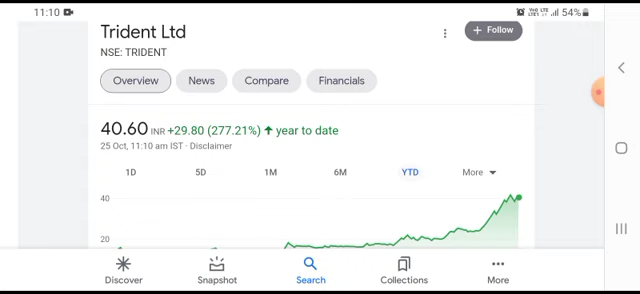 11:10
54%
Trident Ltd
Follow
NSE: TRIDENT
Overview News Compare Financials
40.60 INR +29.80 (277.21%) ↑ year to date
25 Oct, 11:10 am IST · Disclaimer
1D 5D 1M 6M YTD More
40
20
Discover Snapshot Search Collections More